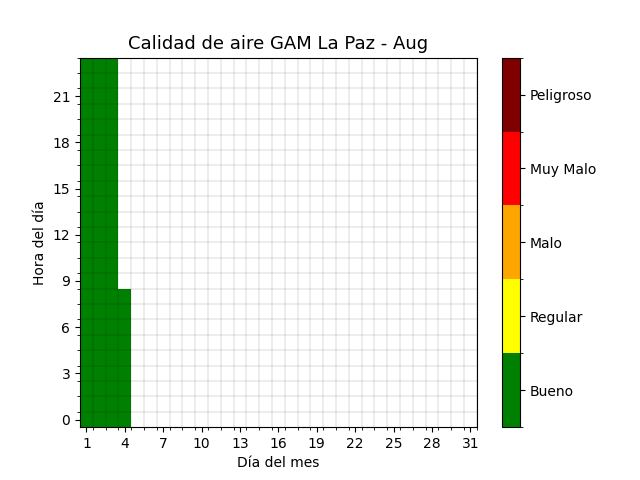 Calidad de aire GAM La Paz - Aug
Hora del día
21
18
15
12
9
6
3
0
1 4 7 10 13 16 19 22 25 28 31
Día del mes
Peligroso
Muy Malo
Malo
Regular
Bueno